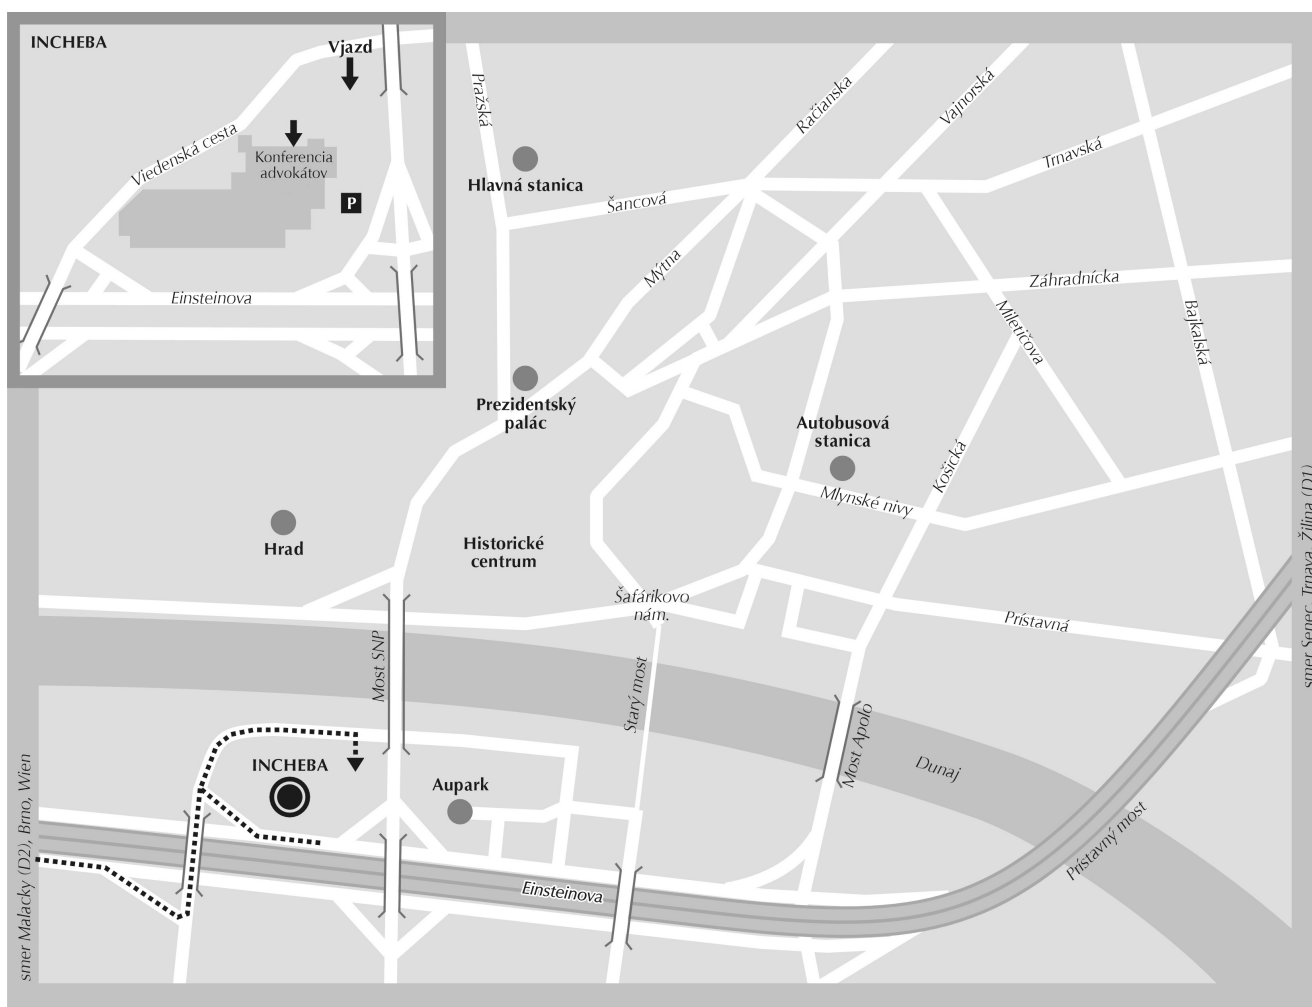 INCHEBA
Vjazd
Viedenská cesta
Konferencia
advokátov
P
Einsteinova
Pražská
Račianska
Vajnorská
Trnavská
Hlavná stanica
Šancová
Mýtna
Záhradnícka
Miletičova
Bajkalská
Prezidentský
palác
Autobusová
stanica
Košická
Mlynské nivy
Hrad
Historické
centrum
Šafárikovo
nám.
Prístavná
smer Senec, Trnava, Žilina (D1)
Most SNP
Starý most
Most Apolo
Dunaj
INCHEBA
Aupark
Prístavný most
Einsteinova
smer Malacky (D2), Brno, Wien